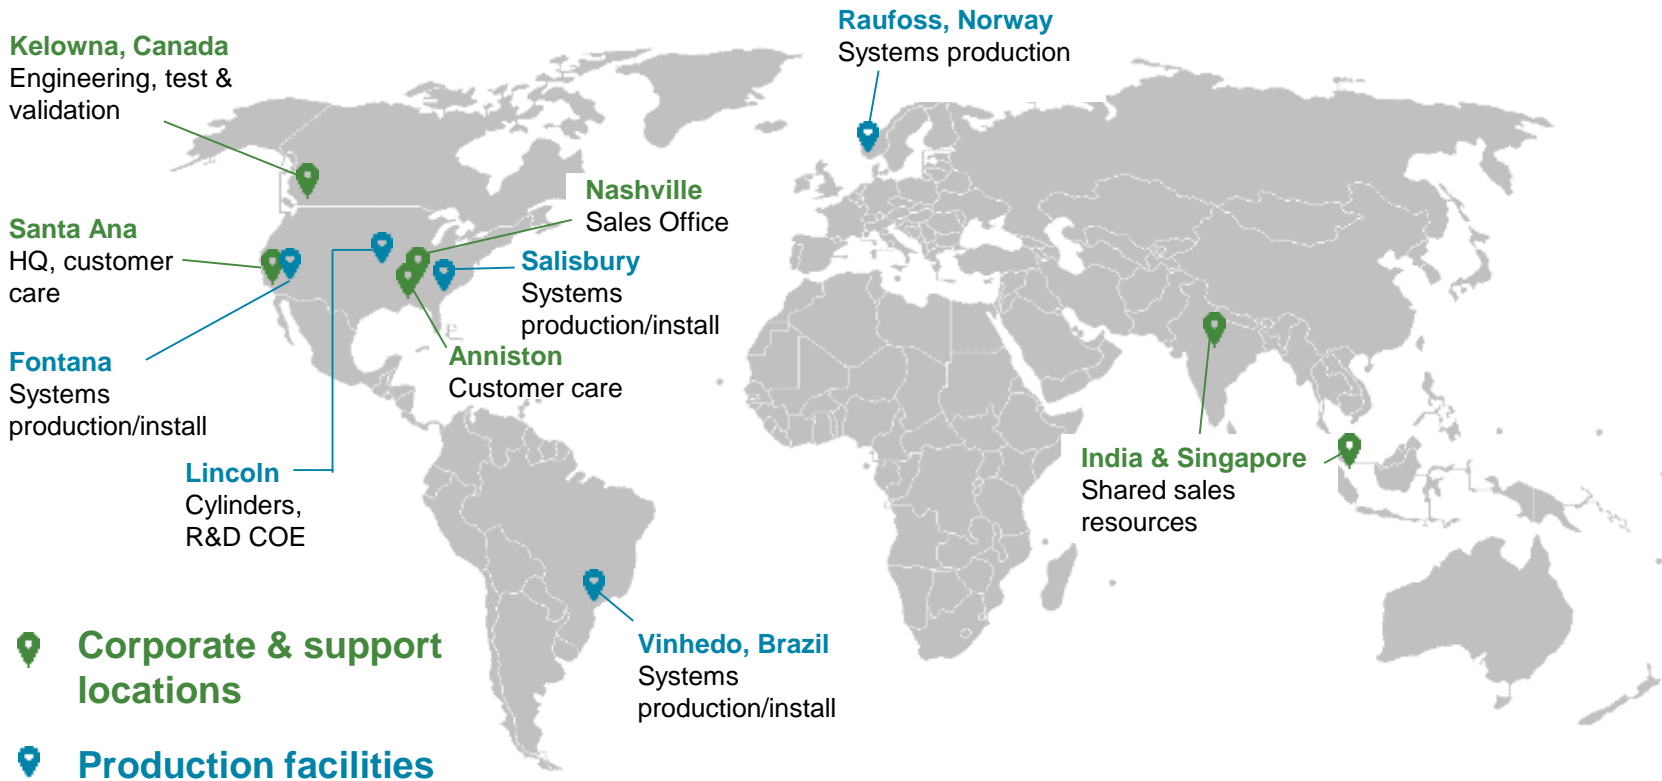 Raufoss, Norway
Systems production
Kelowna, Canada
Engineering, test &
validation
Nashville
Sales Office
Santa Ana
HQ, customer
care
Salisbury
Systems
production/install
Anniston
Customer care
Fontana
Systems
production/install
Lincoln
Cylinders,
R&D COE
India & Singapore
Shared sales
resources
Vinhedo, Brazil
Systems
production/install
Corporate & support
locations
Production facilities